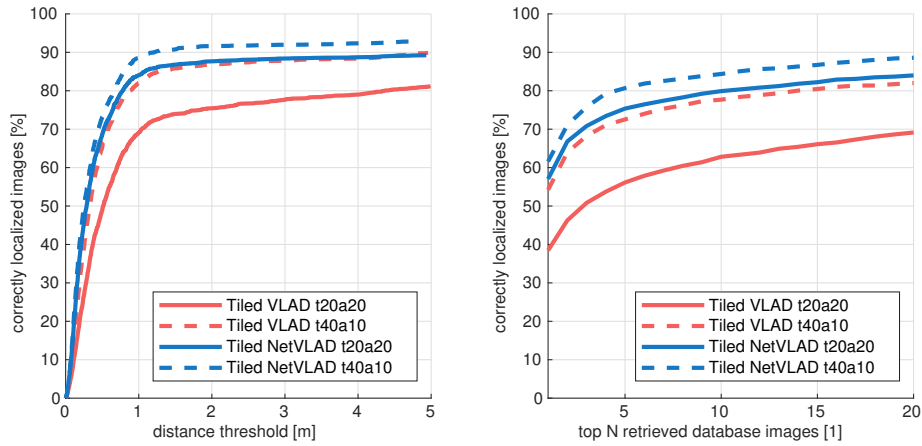 correctly localized images [%]
100
90
80
70
60
50
40
30
20
10
0
0 1 2 3 4 5
distance threshold [m]
Tiled VLAD t20a20
Tiled VLAD t40a10
Tiled NetVLAD t20a20
Tiled NetVLAD t40a10
correctly localized images [%]
100
90
80
70
60
50
40
30
20
10
0
5 10 15 20
top N retrieved database images [1]
Tiled VLAD t20a20
Tiled VLAD t40a10
Tiled NetVLAD t20a20
Tiled NetVLAD t40a10